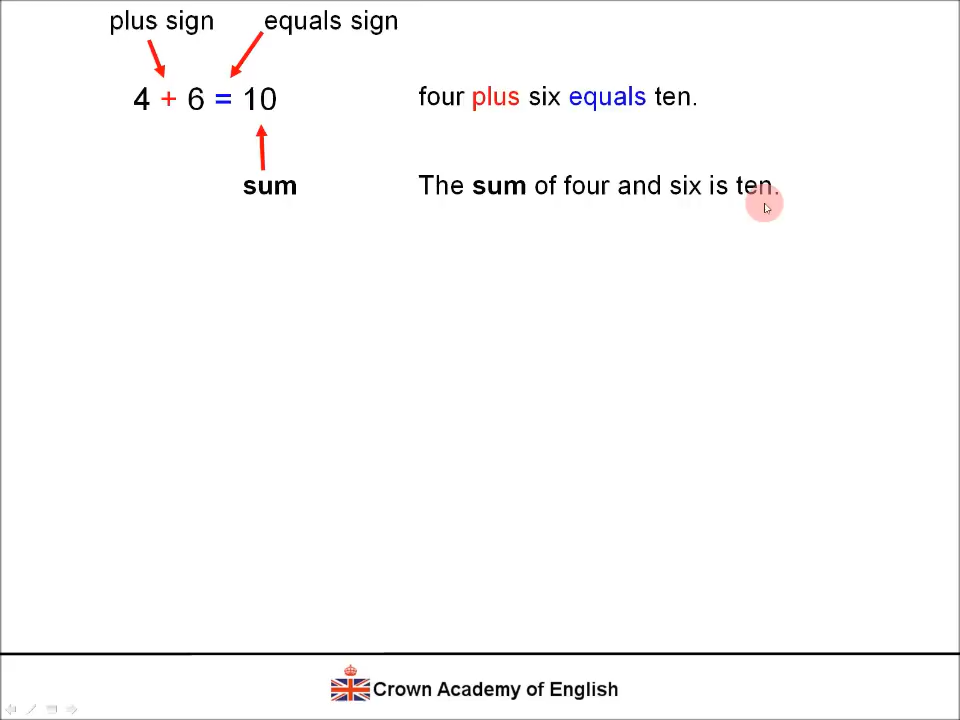 plus sign equals sign
4 + 6 = 10 four plus six equals ten.
sum The sum of four and six is ten.
Crown Academy of English